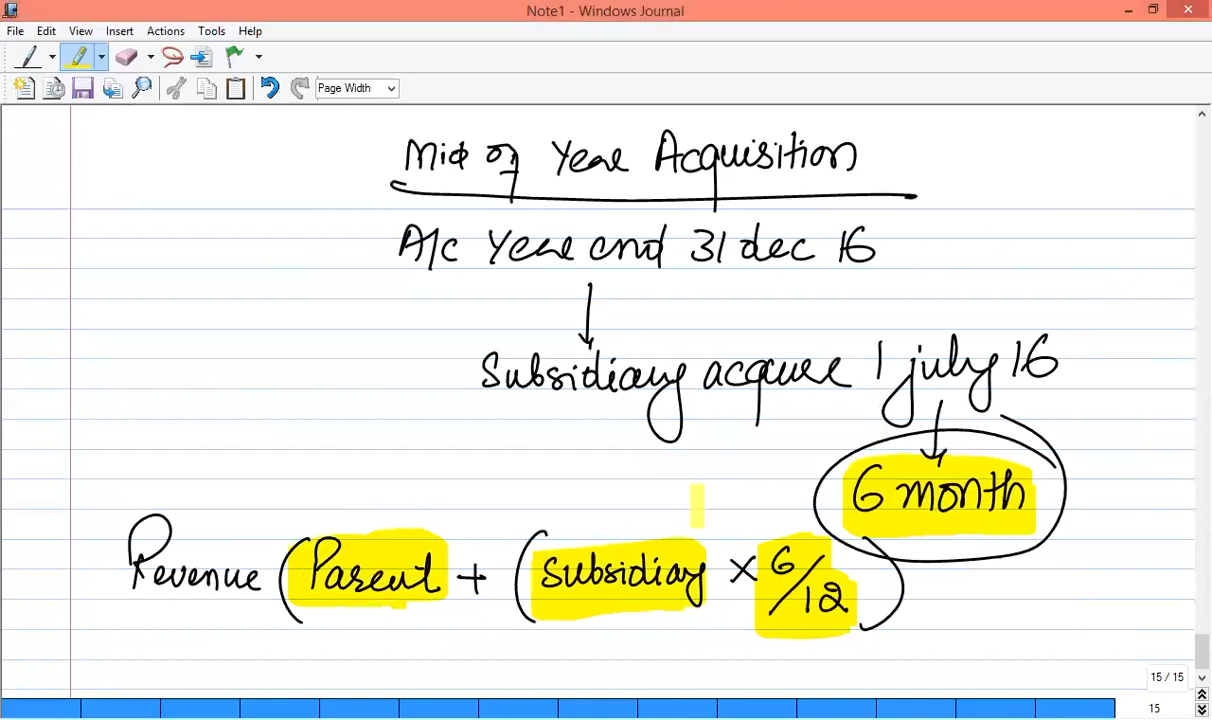 Note1 - Windows Journal
File Edit View Insert Actions Tools Help
Page Width
Mid of Year Acquisition
A/c Year end 31 dec 16
Subsidiary acquire 1 july 16
6 month
Revenue (Parent + (Subsidiary × 6/12)
15 / 15
15